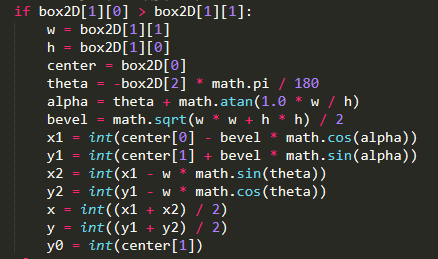 if box2D[1][0] > box2D[1][1]:
w = box2D[1][1]
h = box2D[1][0]
center = box2D[0]
theta = -box2D[2] * math.pi / 180
alpha = theta + math.atan(1.0 * w / h)
bevel = math.sqrt(w * w + h * h) / 2
x1 = int(center[0] - bevel * math.cos(alpha))
y1 = int(center[1] + bevel * math.sin(alpha))
x2 = int(x1 - w * math.sin(theta))
y2 = int(y1 - w * math.cos(theta))
x = int((x1 + x2) / 2)
y = int((y1 + y2) / 2)
y0 = int(center[1])